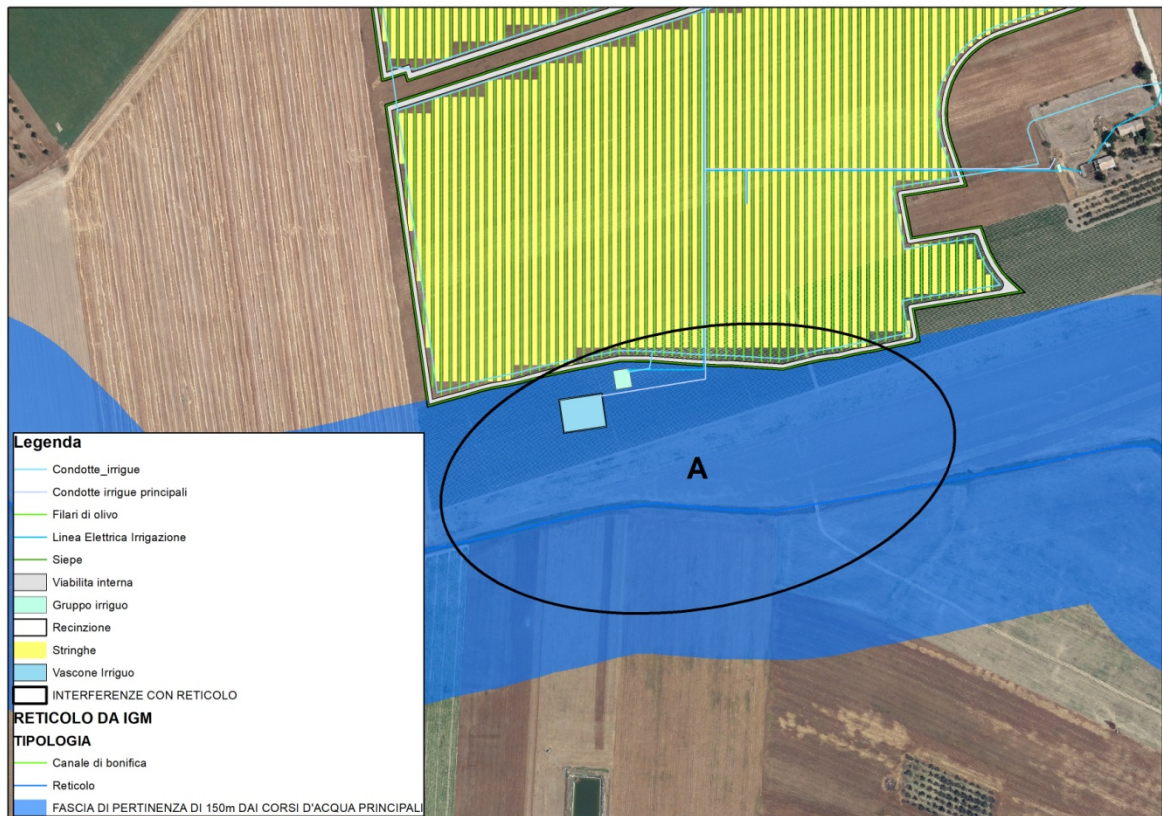 A
Legenda
Condotte_irrigue
Condotte irrigue principali
Filari di olivo
Linea Elettrica Irrigazione
Siepe
Viabilita interna
Gruppo irriguo
Recinzione
Stringhe
Vascone Irriguo
INTERFERENZE CON RETICOLO
RETICOLO DA IGM
TIPOLOGIA
Canale di bonifica
Reticolo
FASCIA DI PERTINENZA DI 150m DAI CORSI D'ACQUA PRINCIPALI